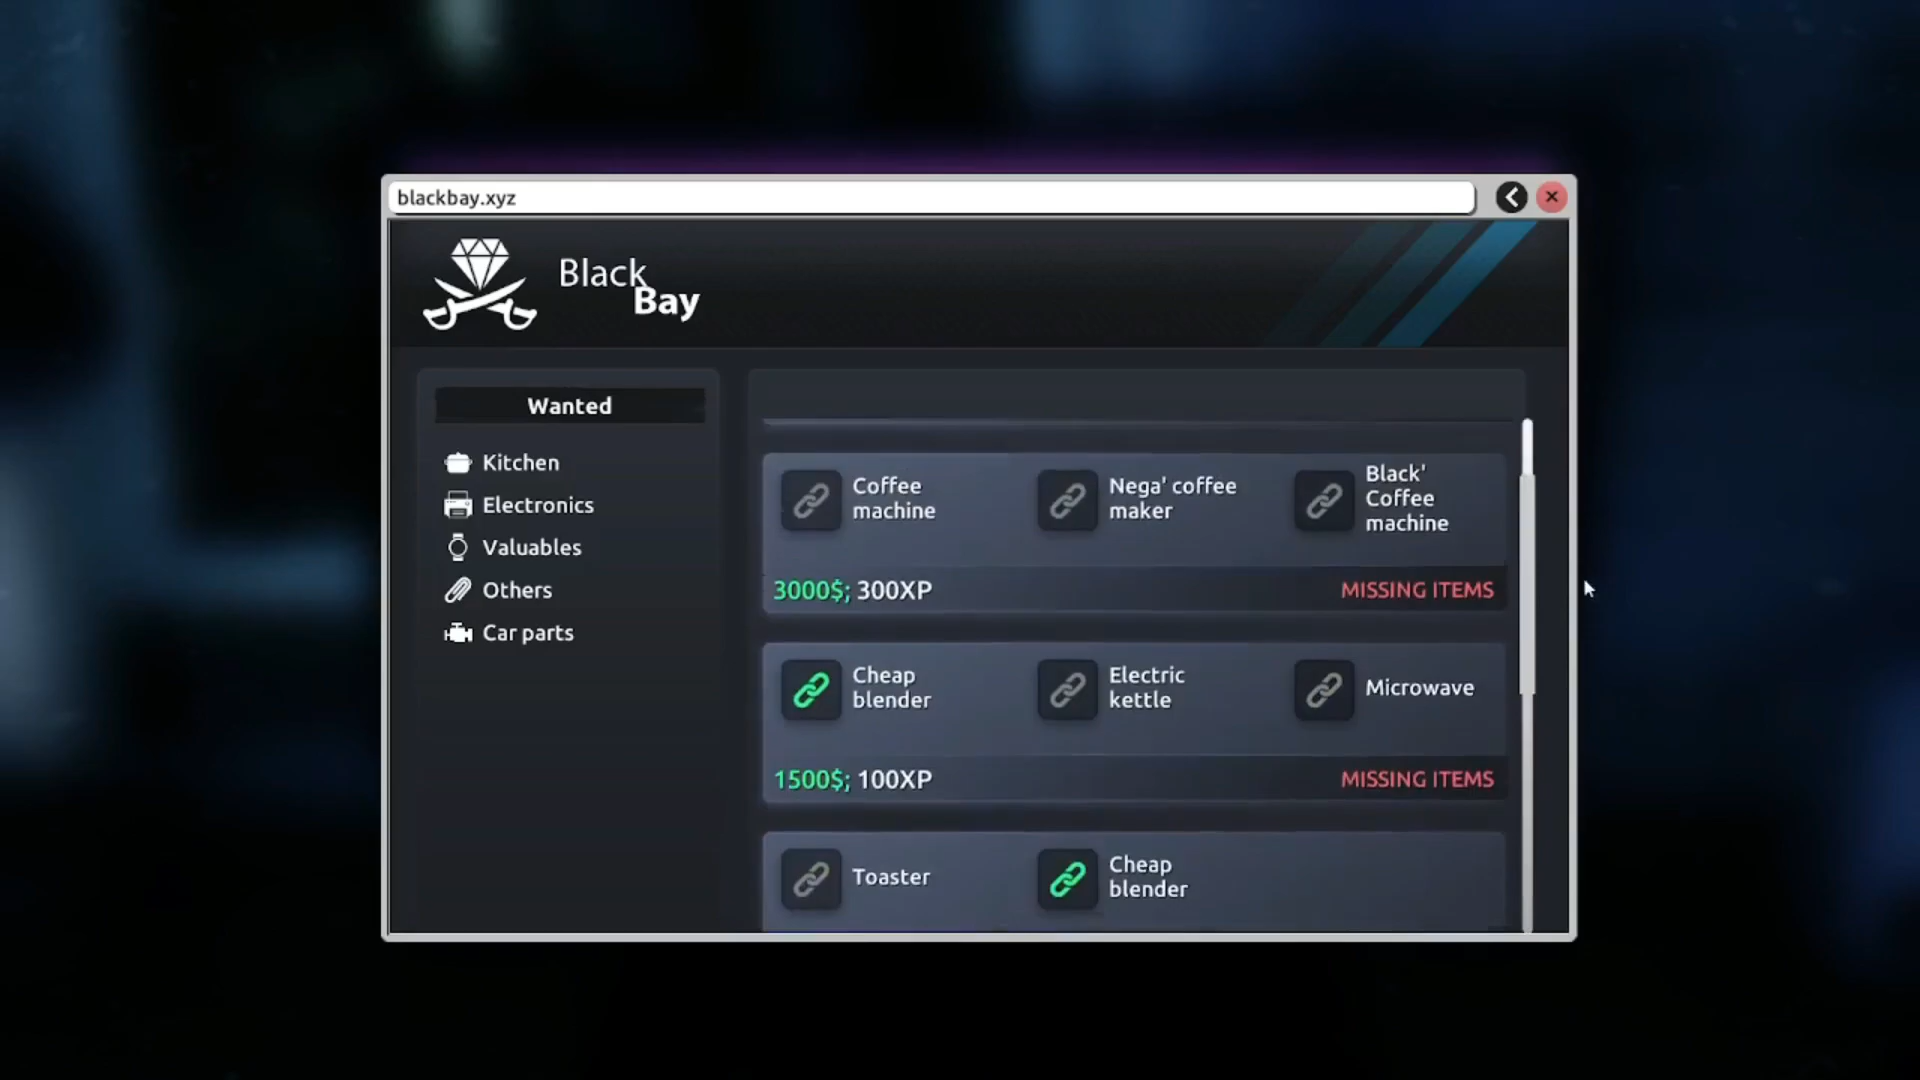 blackbay.xyz
Black
Bay
Wanted
Kitchen
Electronics
Valuables
Others
Car parts
Coffee
machine
Nega' coffee
maker
Black'
Coffee
machine
3000$; 300XP
MISSING ITEMS
Cheap
blender
Electric
kettle
Microwave
1500$; 100XP
MISSING ITEMS
Toaster
Cheap
blender